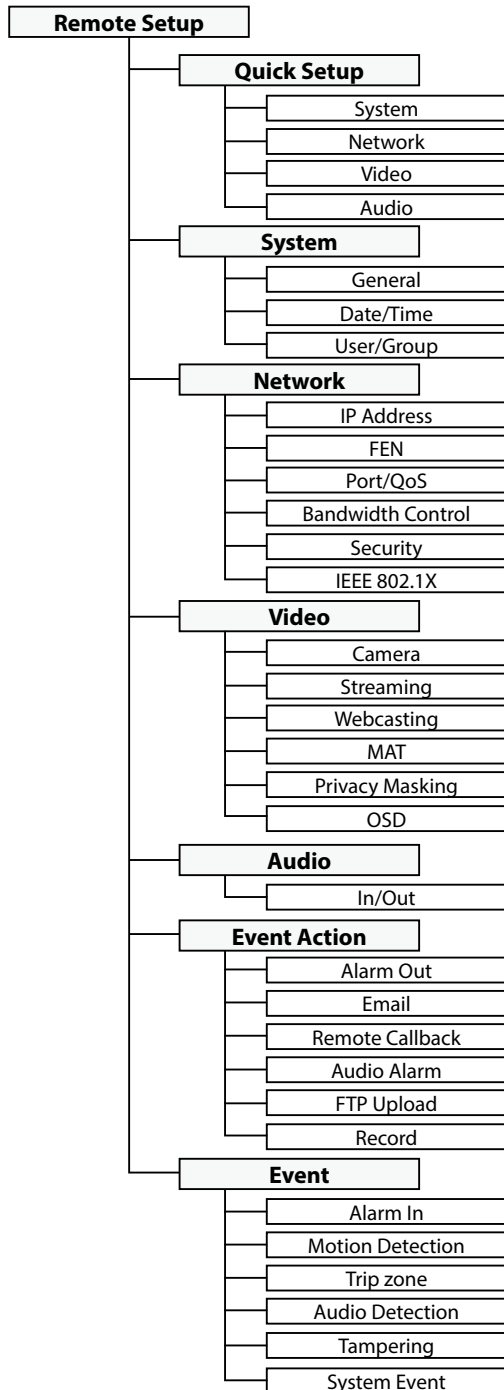 Remote Setup
Quick Setup
System
Network
Video
Audio
System
General
Date/Time
User/Group
Network
IP Address
FEN
Port/QoS
Bandwidth Control
Security
IEEE 802.1X
Video
Camera
Streaming
Webcasting
MAT
Privacy Masking
OSD
Audio
In/Out
Event Action
Alarm Out
Email
Remote Callback
Audio Alarm
FTP Upload
Record
Event
Alarm In
Motion Detection
Trip zone
Audio Detection
Tampering
System Event